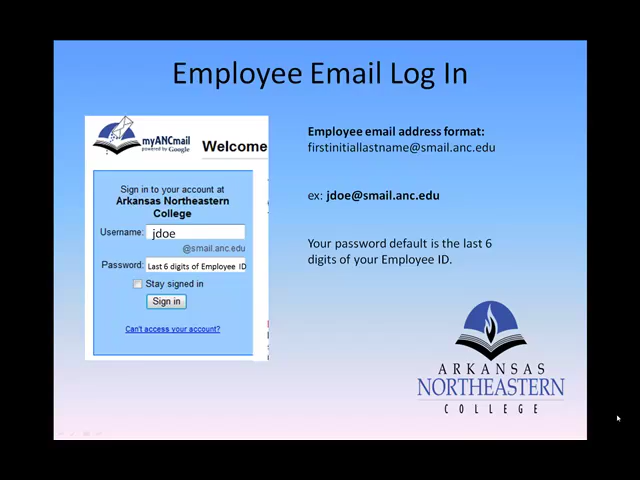 Employee Email Log In
myANCmail
powered by Google
Welcome
Sign in to your account at
Arkansas Northeastern
College
Username: jdoe
@smail.anc.edu
Password: Last 6 digits of Employee ID
Stay signed in
Sign in
Can't access your account?
Employee email address format:
firstinitiallastname@smail.anc.edu
ex: jdoe@smail.anc.edu
Your password default is the last 6
digits of your Employee ID.
ARKANSAS
NORTHEASTERN
COLLEGE